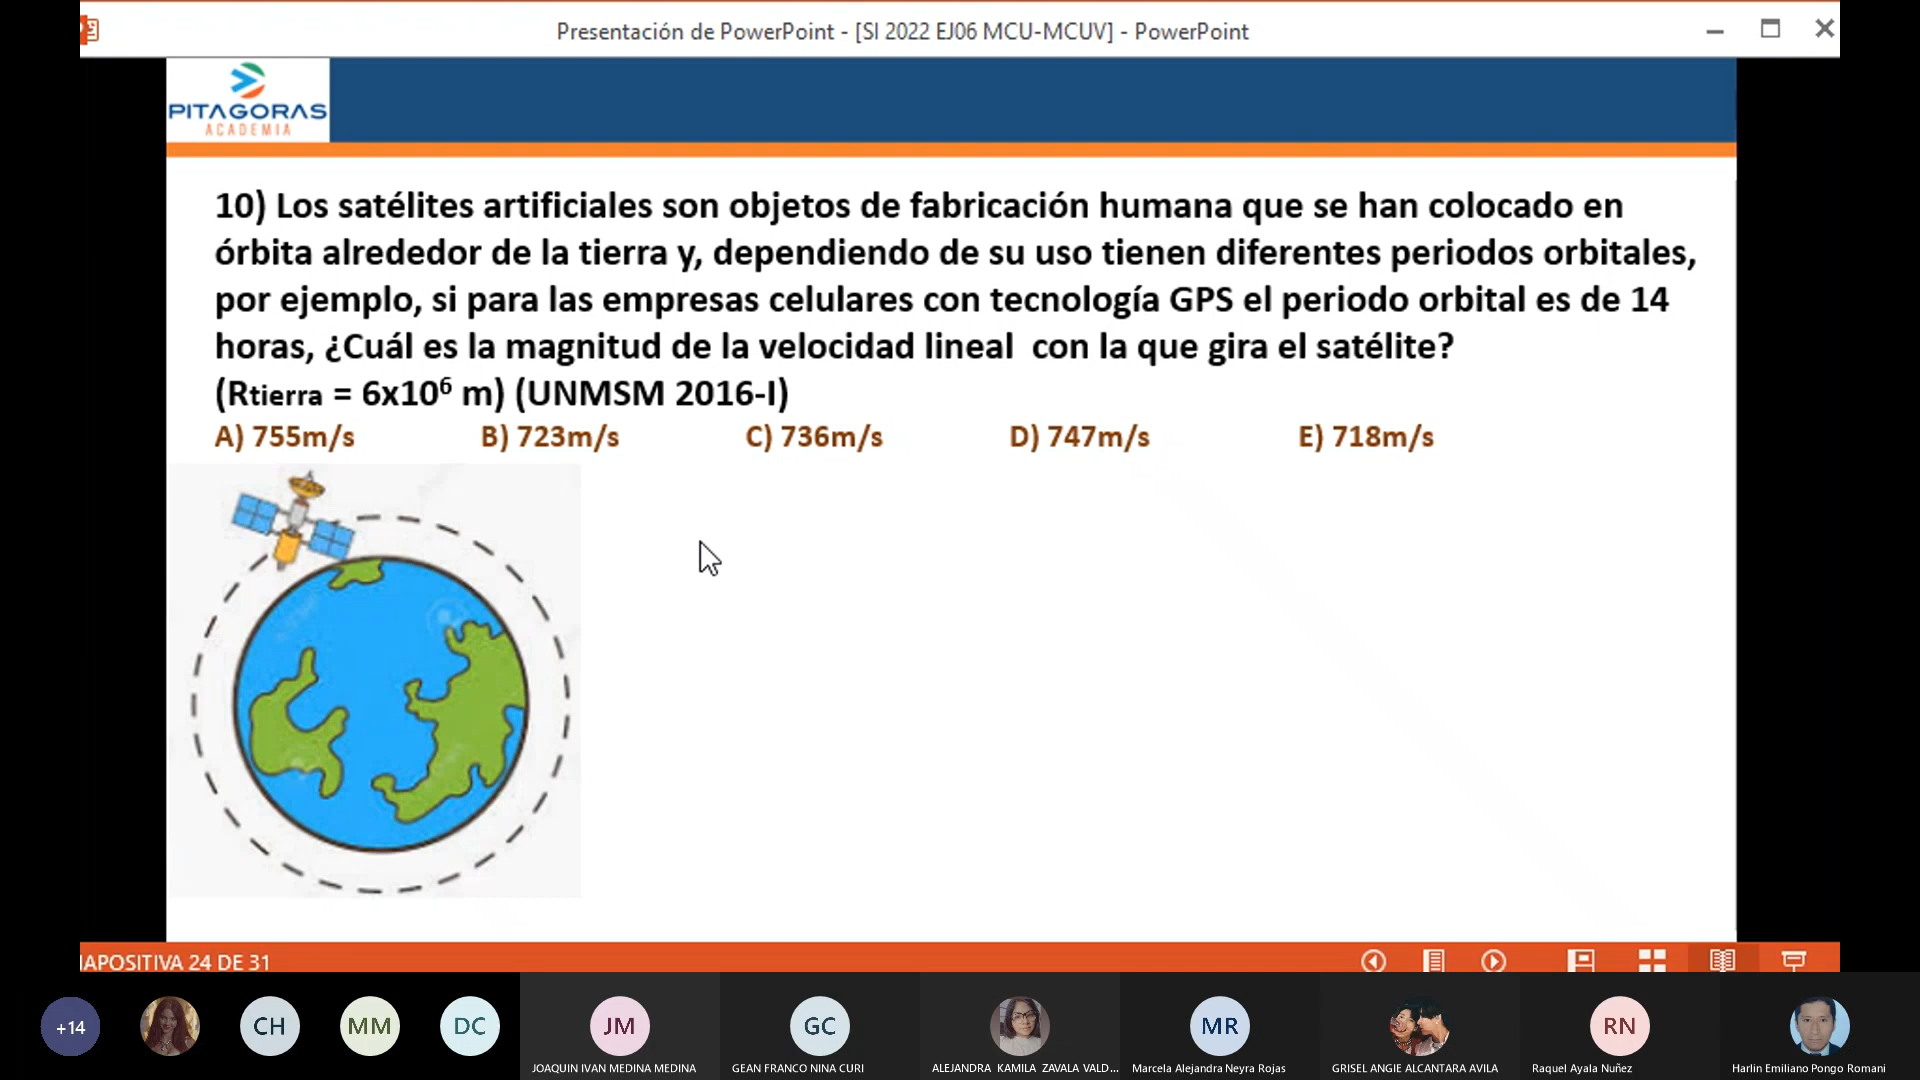 Presentación de PowerPoint - [SI 2022 EJ06 MCU-MCUV] - PowerPoint
PITAGORAS
ACADEMIA
10) Los satélites artificiales son objetos de fabricación humana que se han colocado en
órbita alrededor de la tierra y, dependiendo de su uso tienen diferentes periodos orbitales,
por ejemplo, si para las empresas celulares con tecnología GPS el periodo orbital es de 14
horas, ¿Cuál es la magnitud de la velocidad lineal con la que gira el satélite?
(Rtierra = 6x10⁶ m) (UNMSM 2016-I)
A) 755m/s B) 723m/s C) 736m/s D) 747m/s E) 718m/s
IAPOSITIVA 24 DE 31
+14 CH MM DC JM GC MR RN
JOAQUIN IVAN MEDINA MEDINA GEAN FRANCO NINA CURI ALEJANDRA KAMILA ZAVALA VALD... Marcela Alejandra Neyra Rojas GRISEL ANGIE ALCANTARA AVILA Raquel Ayala Nuñez Harlin Emiliano Pongo Romani